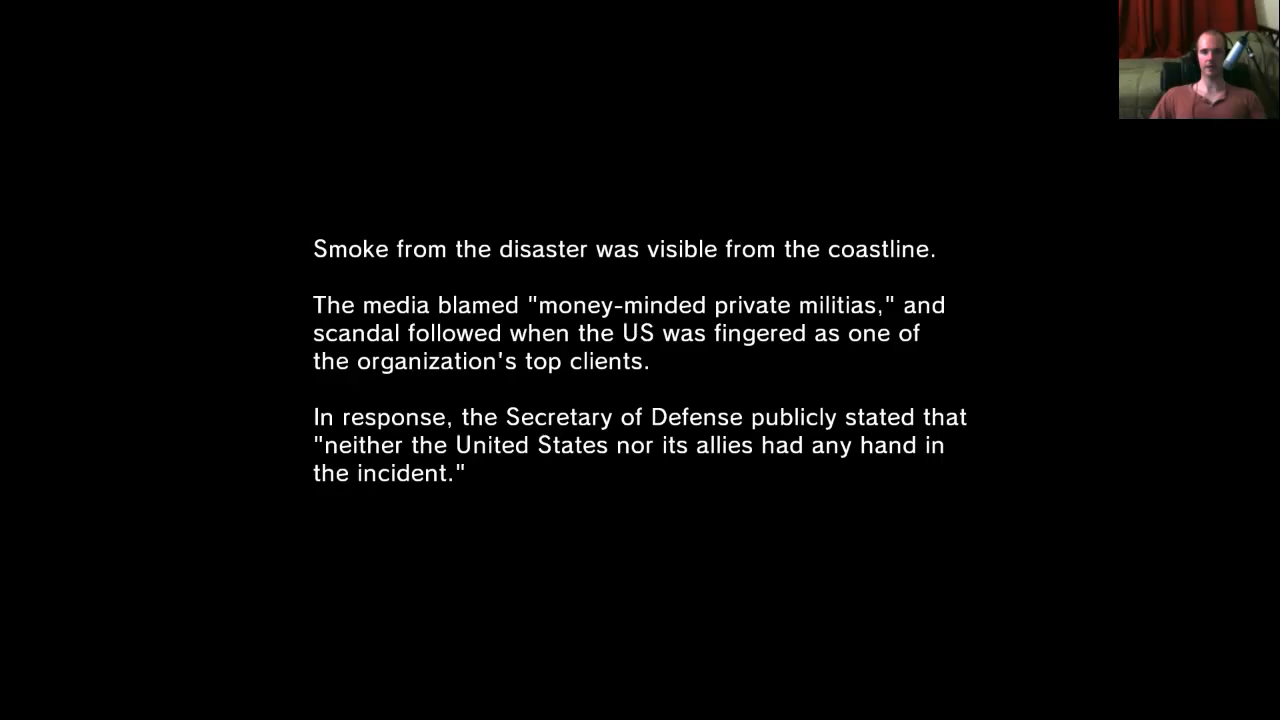 Smoke from the disaster was visible from the coastline.
The media blamed "money-minded private militias," and
scandal followed when the US was fingered as one of
the organization's top clients.
In response, the Secretary of Defense publicly stated that
"neither the United States nor its allies had any hand in
the incident."